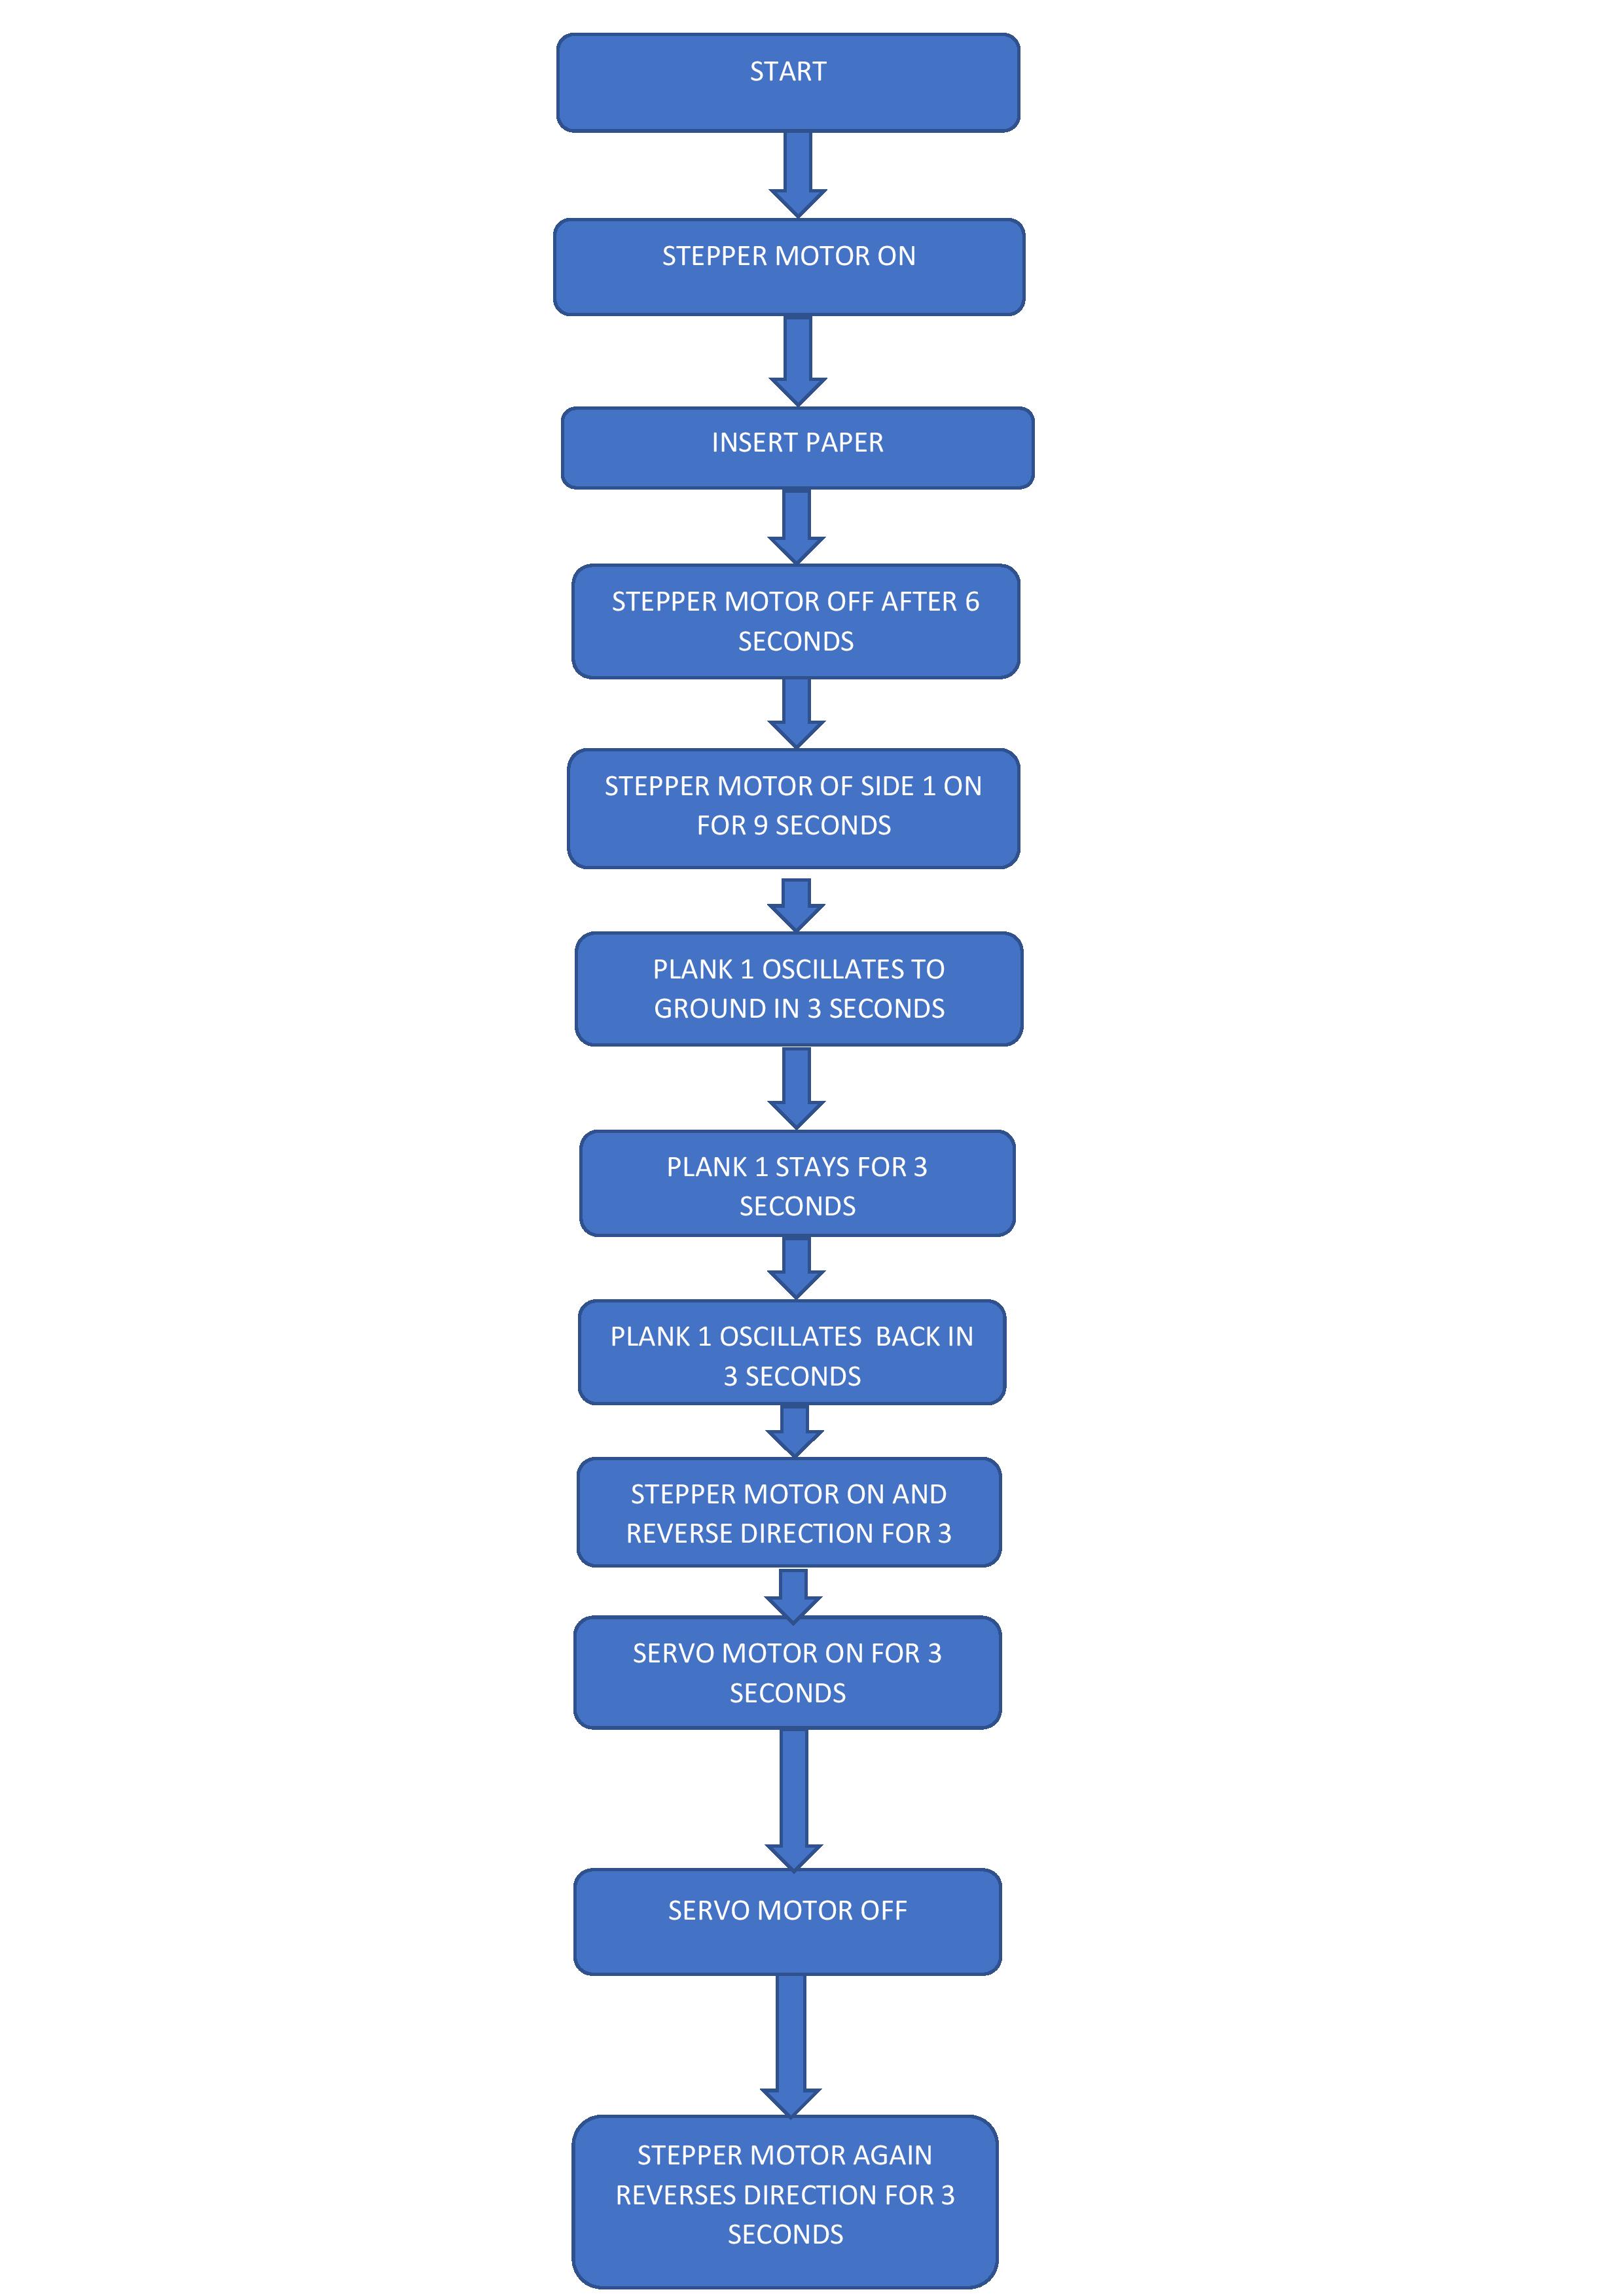 START
STEPPER MOTOR ON
INSERT PAPER
STEPPER MOTOR OFF AFTER 6
SECONDS
STEPPER MOTOR OF SIDE 1 ON
FOR 9 SECONDS
PLANK 1 OSCILLATES TO
GROUND IN 3 SECONDS
PLANK 1 STAYS FOR 3
SECONDS
PLANK 1 OSCILLATES  BACK IN
3 SECONDS
STEPPER MOTOR ON AND
REVERSE DIRECTION FOR 3
SERVO MOTOR ON FOR 3
SECONDS
SERVO MOTOR OFF
STEPPER MOTOR AGAIN
REVERSES DIRECTION FOR 3
SECONDS